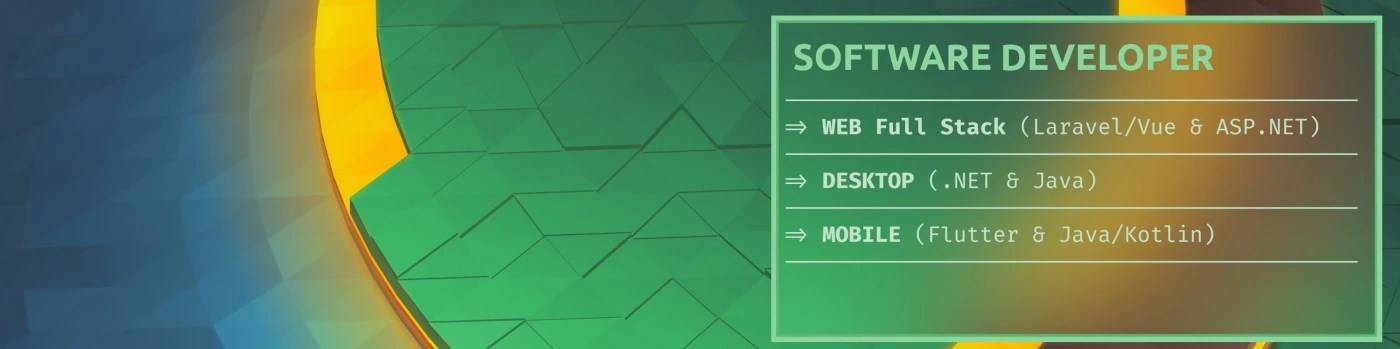 SOFTWARE DEVELOPER
⇒ WEB Full Stack (Laravel/Vue & ASP.NET)
⇒ DESKTOP (.NET & Java)
⇒ MOBILE (Flutter & Java/Kotlin)